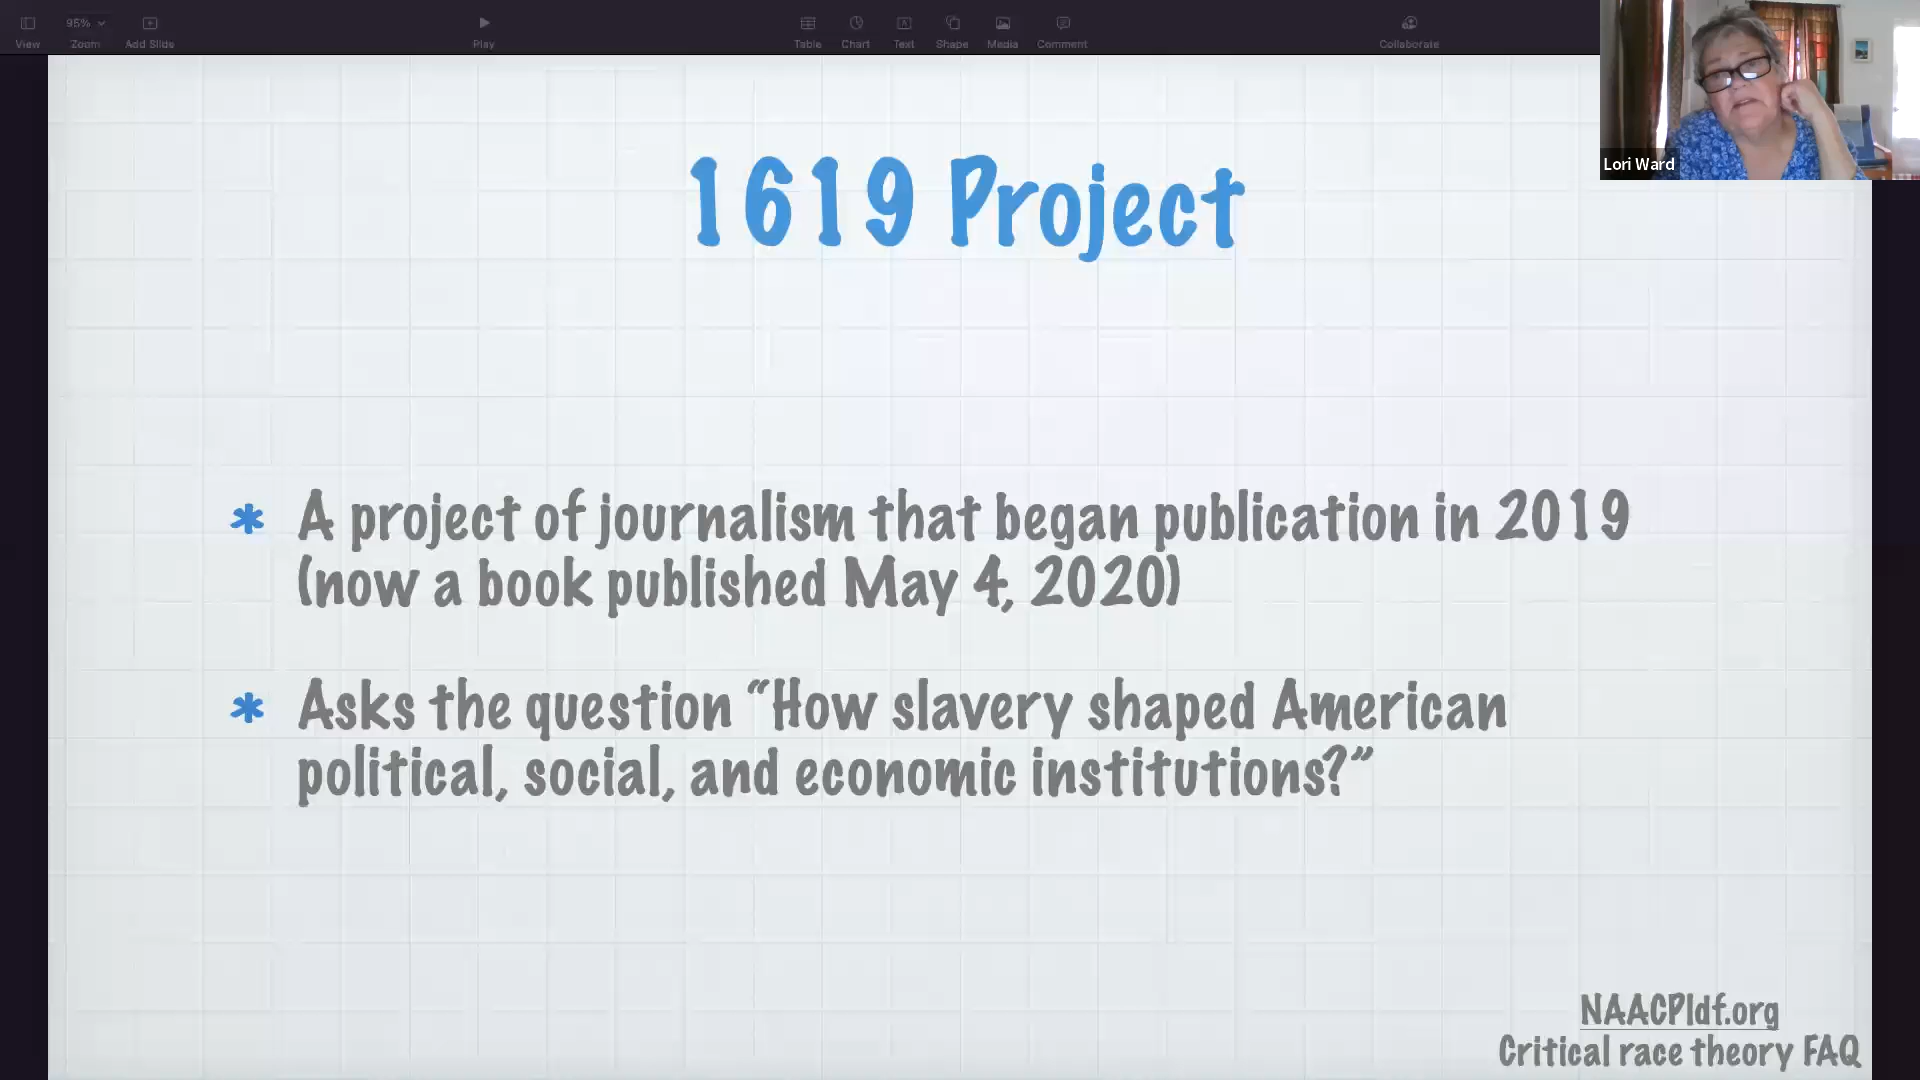 95%
View
Zoom
Add Slide
Play
Table
Chart
Text
Shape
Media
Comment
Collaborate
Lori Ward
1619 Project
* A project of journalism that began publication in 2019
(now a book published May 4, 2020)
* Asks the question “How slavery shaped American
political, social, and economic institutions?”
NAACPldf.org
Critical race theory FAQ